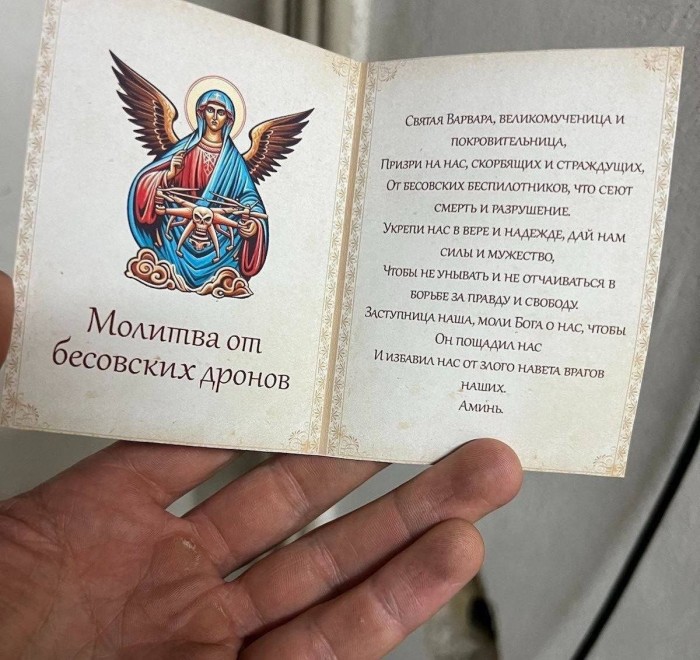 Молитва от
бесовских дронов
Святая Варвара, великомученица и
покровительница,
Призри на нас, скорбящих и страждущих,
От бесовских беспилотников, что сеют
смерть и разрушение.
Укрепи нас в вере и надежде, дай нам
силы и мужество,
Чтобы не унывать и не отчаиваться в
борьбе за правду и свободу.
Заступница наша, моли Бога о нас, чтобы
Он пощадил нас
И избавил нас от злого навета врагов
наших.
Аминь.